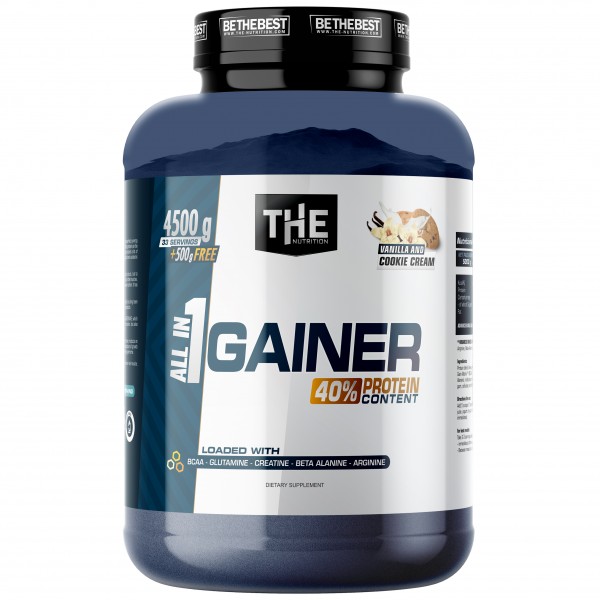 BETHEBEST
WWW.THE-NUTRITION.COM
BETHEBEST
WWW.THE-NUTRITION.COM
4500 g
33 SERVINGS
+500g FREE
THE
NUTRITION
VANILLA AND
COOKIE CREAM
ALL IN 1
GAINER
40% PROTEIN
CONTENT
LOADED WITH
BCAA - GLUTAMINE - CREATINE - BETA ALANINE - ARGININE
DIETARY SUPPLEMENT